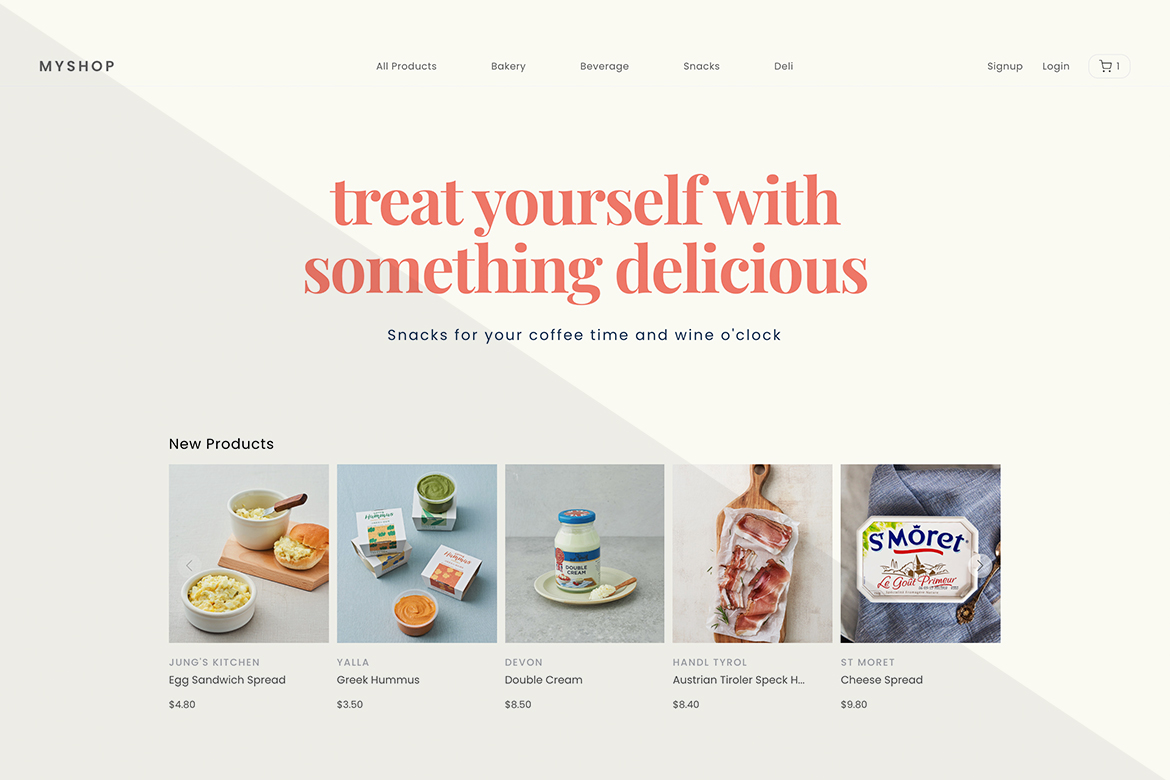 MYSHOP
All Products
Bakery
Beverage
Snacks
Deli
Signup
Login
1
treat yourself with
something delicious
Snacks for your coffee time and wine o'clock
New Products
Hummus
Hummus
DOUBLE
CREAM
St Môret
Le Goût Primeur
JUNG'S KITCHEN
Egg Sandwich Spread
$4.80
YALLA
Greek Hummus
$3.50
DEVON
Double Cream
$8.50
HANDL TYROL
Austrian Tiroler Speck H...
$8.40
ST MORET
Cheese Spread
$9.80